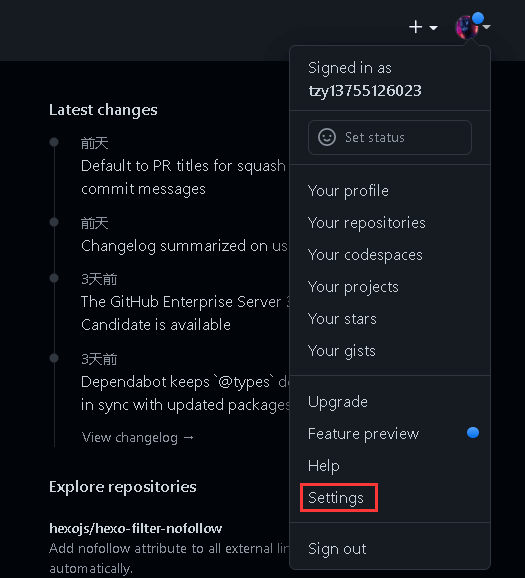 Signed in as
tzy13755126023
Set status
Your profile
Your repositories
Your codespaces
Your projects
Your stars
Your gists
Upgrade
Feature preview
Help
Settings
Sign out
Latest changes
前天
Default to PR titles for squash
commit messages
前天
Changelog summarized on
3天前
The GitHub Enterprise Server
Candidate is available
3天前
Dependabot keeps `@types`
in sync with updated packages
View changelog →
Explore repositories
hexojs/hexo-filter-nofollow
Add nofollow attribute to all external
automatically.